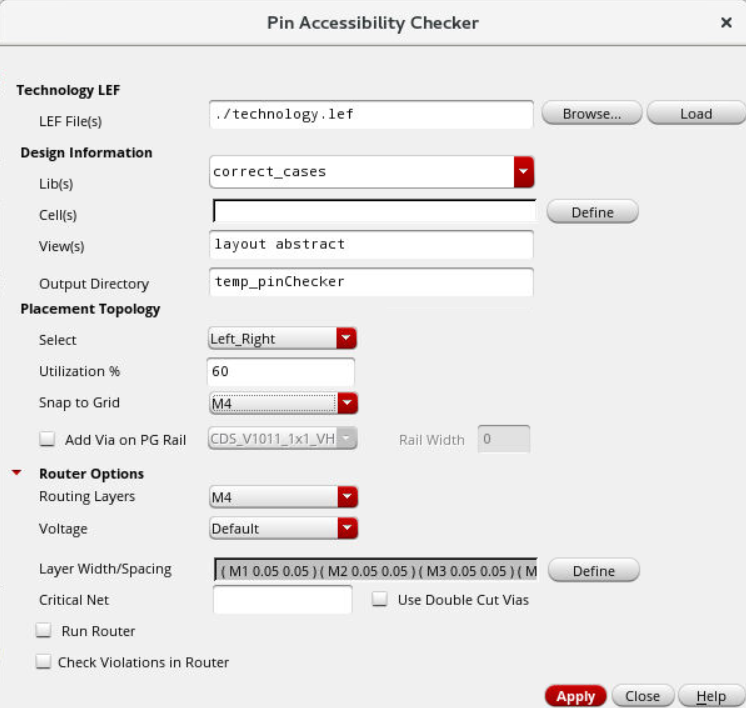 Pin Accessibility Checker
Technology LEF
LEF File(s) ./technology.lef Browse... Load
Design Information
Lib(s) correct_cases
Cell(s) Define
View(s) layout abstract
Output Directory temp_pinChecker
Placement Topology
Select Left_Right
Utilization % 60
Snap to Grid M4
Add Via on PG Rail CDS_V1011_1x1_VH Rail Width 0
Router Options
Routing Layers M4
Voltage Default
Layer Width/Spacing ( M1 0.05 0.05 ) ( M2 0.05 0.05 ) ( M3 0.05 0.05 ) ( M Define
Critical Net Use Double Cut Vias
Run Router
Check Violations in Router
Apply Close Help